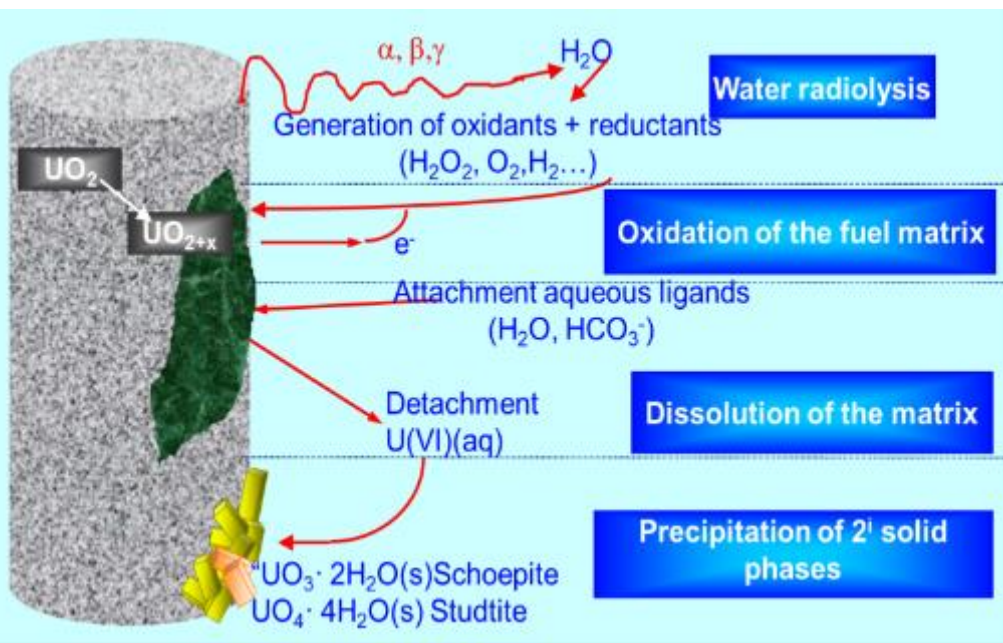 α, β,γ
H₂O
Water radiolysis
Generation of oxidants + reductants
(H₂O₂, O₂,H₂…)
UO₂
UO₂₊ₓ
e⁻
Oxidation of the fuel matrix
Attachment aqueous ligands
(H₂O, HCO₃⁻)
Detachment
U(VI)(aq)
Dissolution of the matrix
Precipitation of 2ⁱ solid
phases
"UO₃· 2H₂O(s)Schoepite
UO₄· 4H₂O(s) Studtite